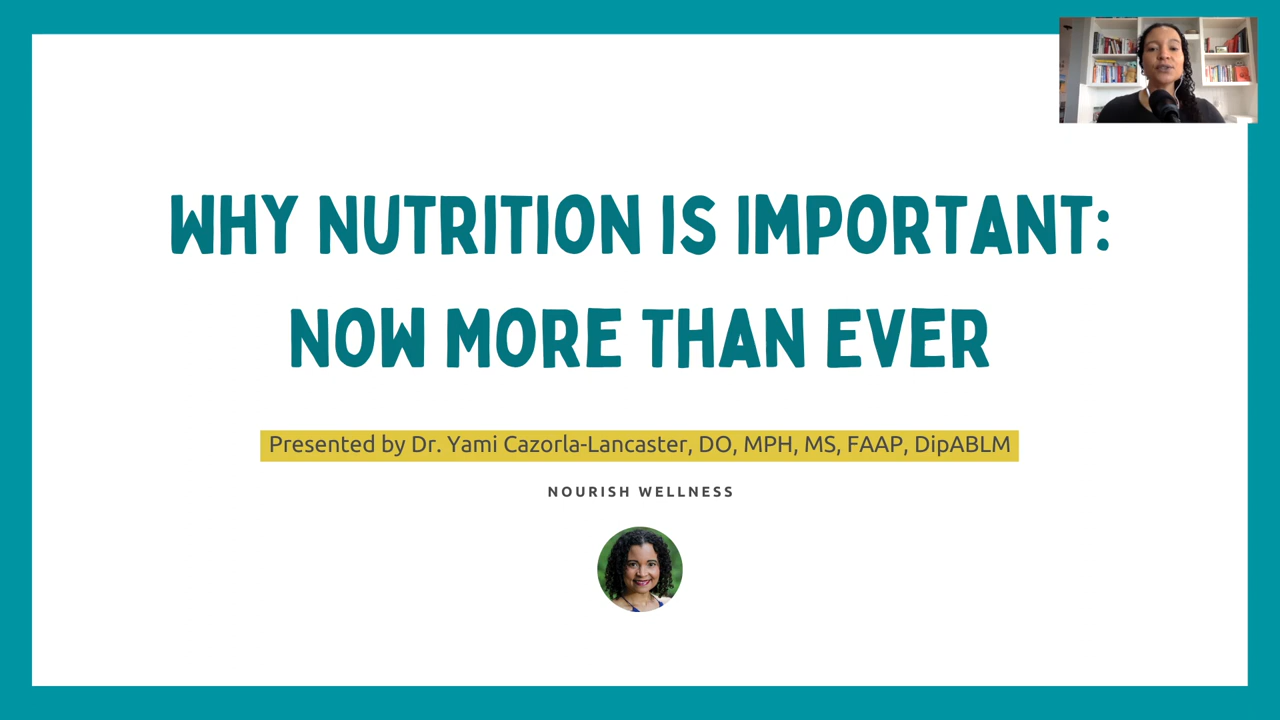 WHY NUTRITION IS IMPORTANT:
NOW MORE THAN EVER
Presented by Dr. Yami Cazorla-Lancaster, DO, MPH, MS, FAAP, DipABLM
NOURISH WELLNESS